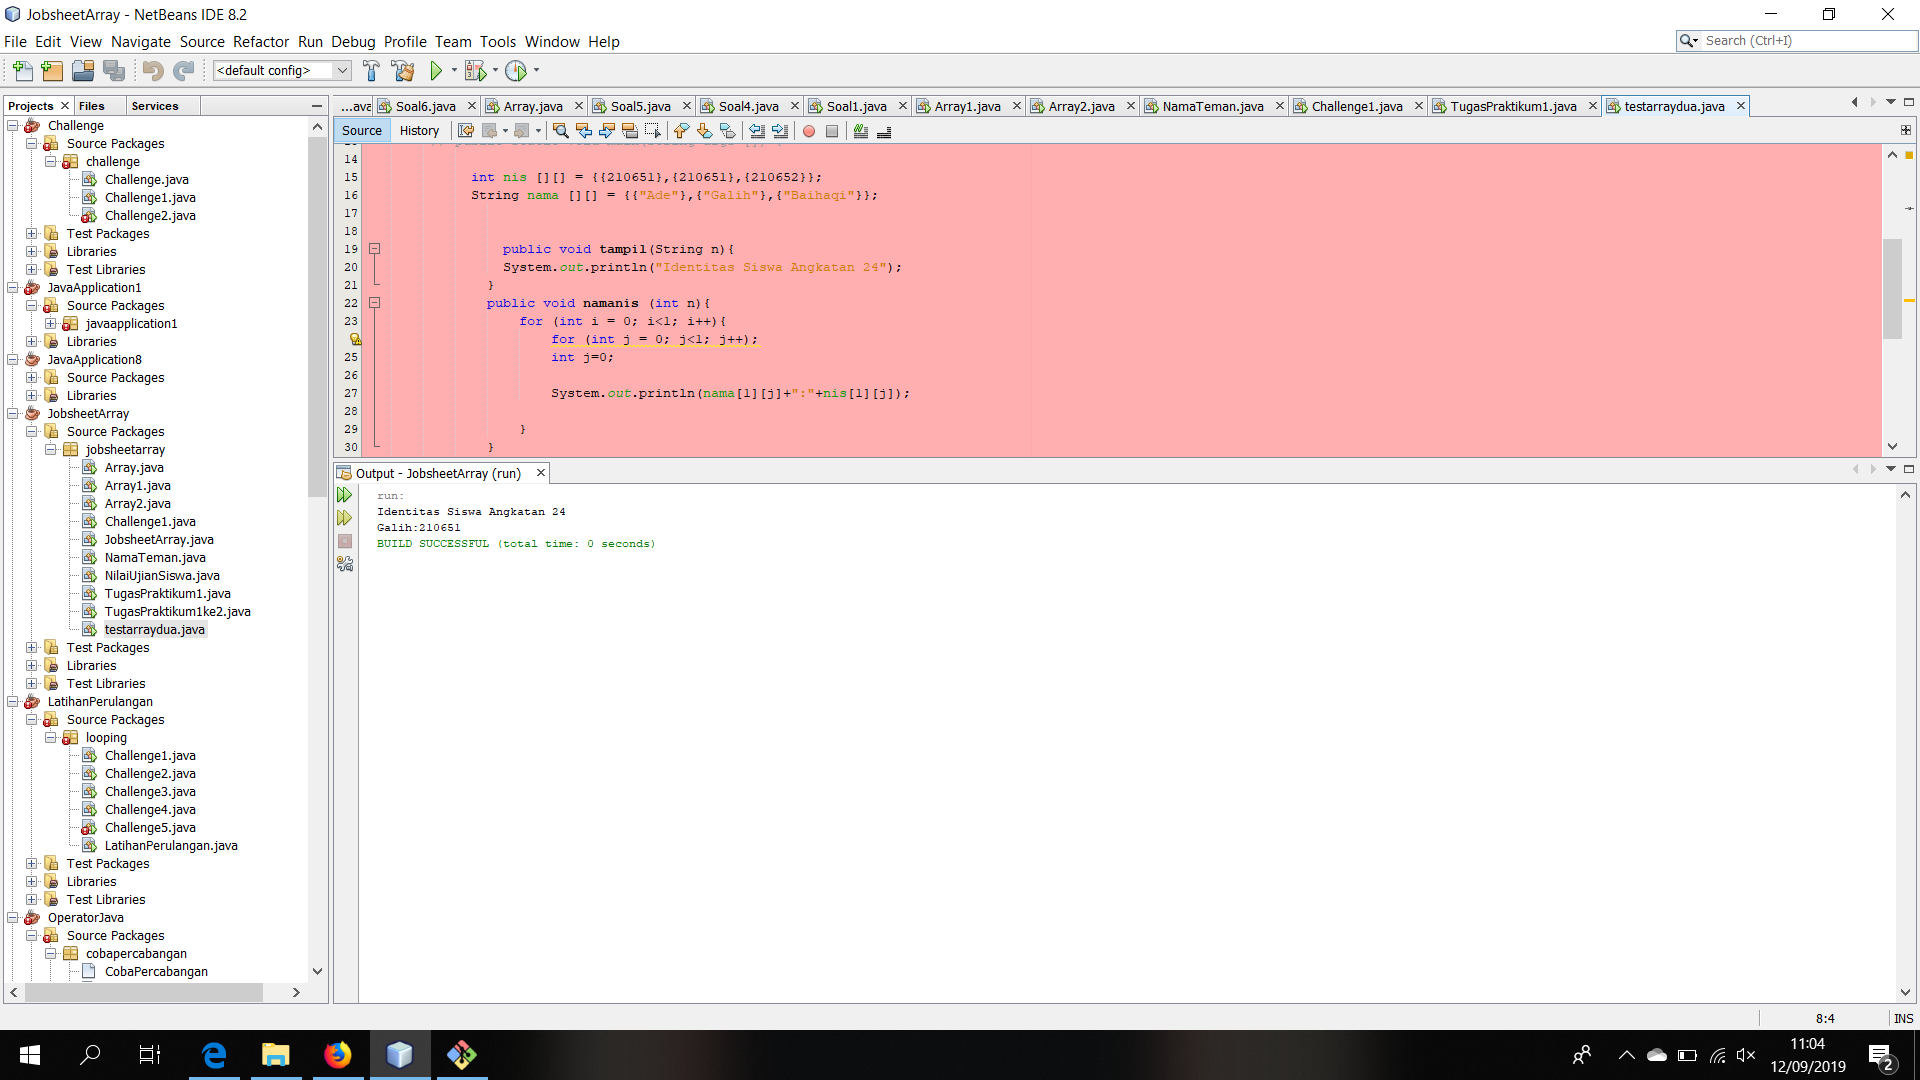 JobsheetArray - NetBeans IDE 8.2
File Edit View Navigate Source Refactor Run Debug Profile Team Tools Window Help
Search (Ctrl+I)
<default config>
Projects Files Services
Challenge
Source Packages
challenge
Challenge.java
Challenge1.java
Challenge2.java
Test Packages
Libraries
Test Libraries
JavaApplication1
Source Packages
javaapplication1
Libraries
JavaApplication8
Source Packages
Libraries
JobsheetArray
Source Packages
jobsheetarray
Array.java
Array1.java
Array2.java
Challenge1.java
JobsheetArray.java
NamaTeman.java
NilaiUjianSiswa.java
TugasPraktikum1.java
TugasPraktikum1ke2.java
testarraydua.java
Test Packages
Libraries
Test Libraries
LatihanPerulangan
Source Packages
looping
Challenge1.java
Challenge2.java
Challenge3.java
Challenge4.java
Challenge5.java
LatihanPerulangan.java
Test Packages
Libraries
Test Libraries
OperatorJava
Source Packages
cobapercabangan
CobaPercabangan
...ava Soal6.java Array.java Soal5.java Soal4.java Soal1.java Array1.java Array2.java NamaTeman.java Challenge1.java TugasPraktikum1.java testarraydua.java
Source History
14
15 int nis [][] = {{210651},{210651},{210652}};
16 String nama [][] = {{"Ade"},{"Galih"},{"Baihaqi"}};
17
18
19 public void tampil(String n){
20 System.out.println("Identitas Siswa Angkatan 24");
21 }
22 public void namanis (int n){
23 for (int i = 0; i<1; i++){
for (int j = 0; j<1; j++);
25 int j=0;
26
27 System.out.println(nama[1][j]+":"+nis[1][j]);
28
29 }
30 }
Output - JobsheetArray (run)
run:
Identitas Siswa Angkatan 24
Galih:210651
BUILD SUCCESSFUL (total time: 0 seconds)
8:4 INS
11:04
12/09/2019
2